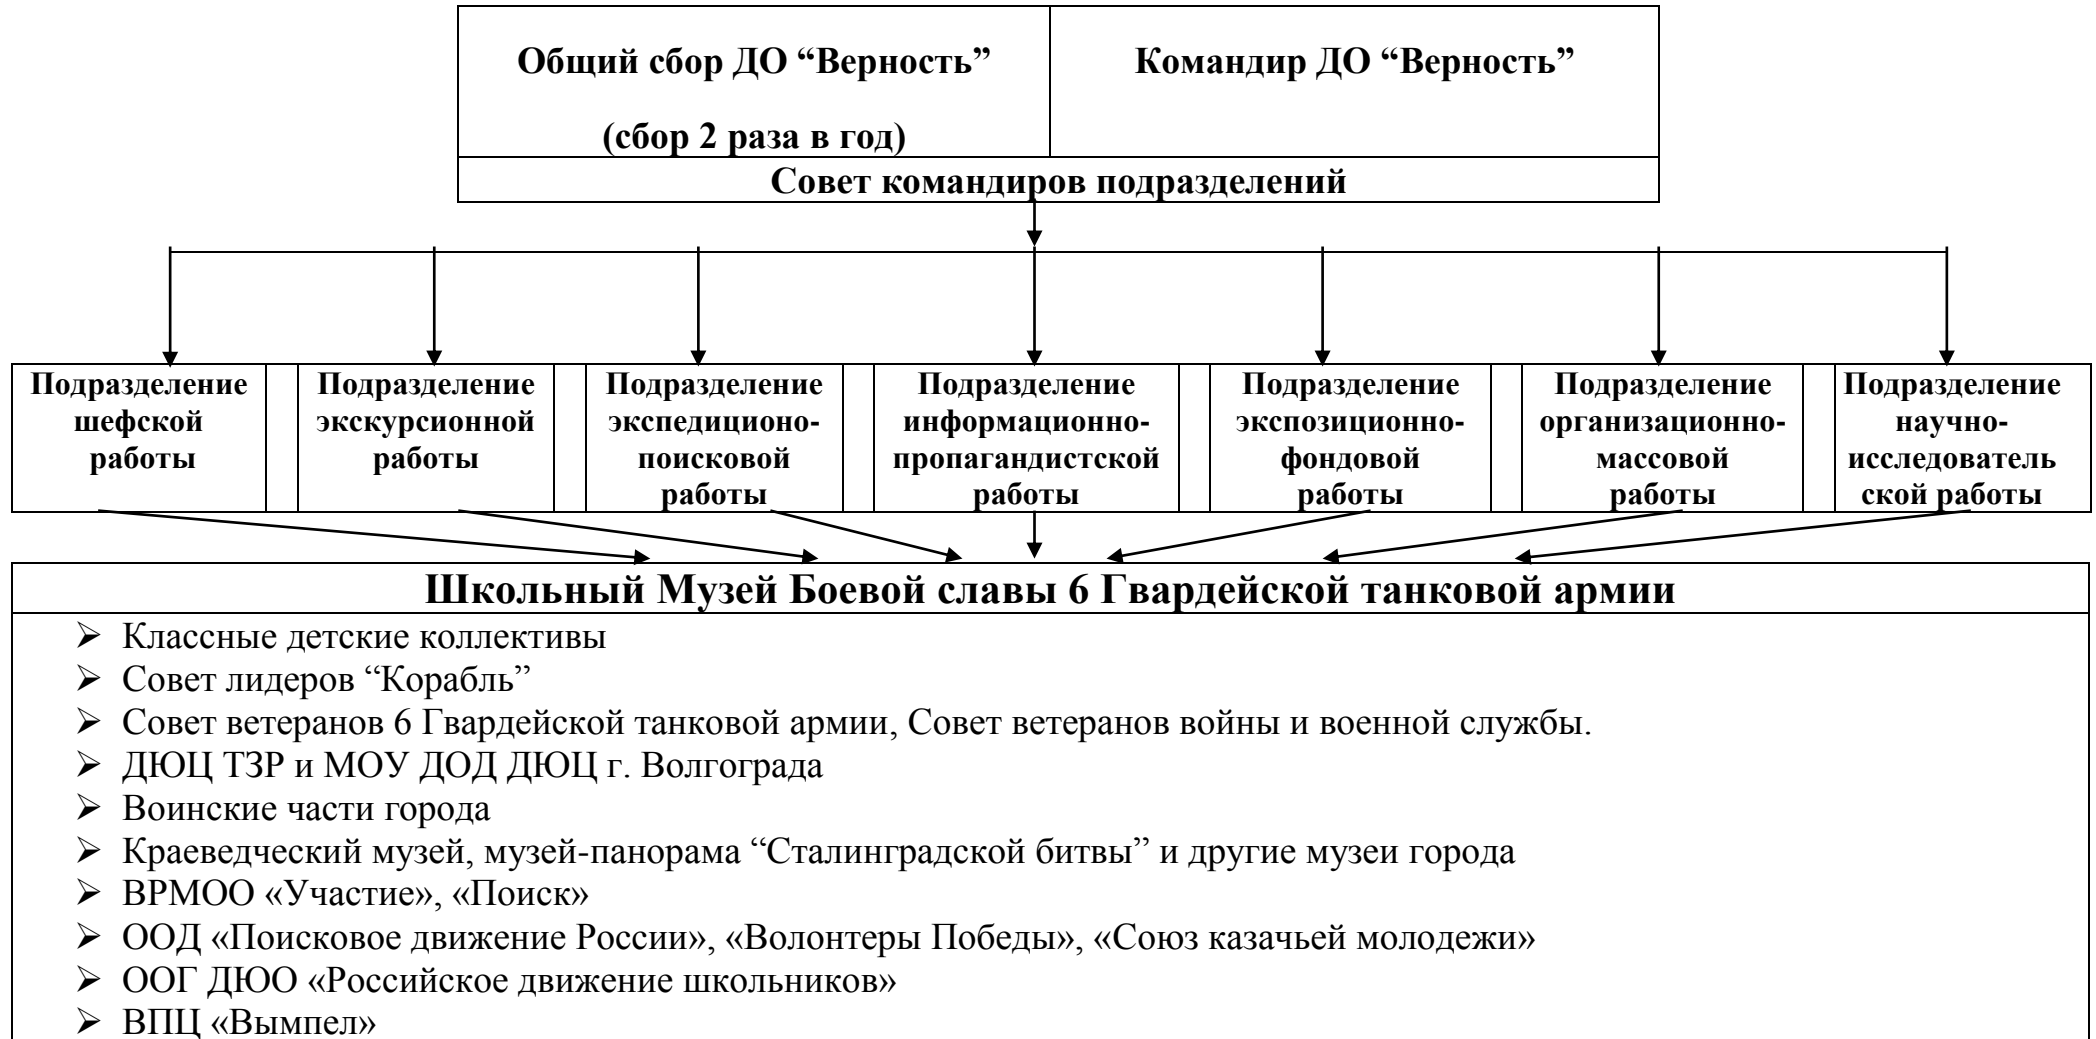 Общий сбор ДО “Верность”
(сбор 2 раза в год)
Командир ДО “Верность”
Совет командиров подразделений
Подразделение
шефской
работы
Подразделение
экскурсионной
работы
Подразделение
экспедиционо-
поисковой
работы
Подразделение
информационно-
пропагандистской
работы
Подразделение
экспозиционно-
фондовой
работы
Подразделение
организационно-
массовой
работы
Подразделение
научно-
исследователь
ской работы
Школьный Музей Боевой славы 6 Гвардейской танковой армии
➢ Классные детские коллективы
➢ Совет лидеров “Корабль”
➢ Совет ветеранов 6 Гвардейской танковой армии, Совет ветеранов войны и военной службы.
➢ ДЮЦ ТЗР и МОУ ДОД ДЮЦ г. Волгограда
➢ Воинские части города
➢ Краеведческий музей, музей-панорама “Сталинградской битвы” и другие музеи города
➢ ВРМОО «Участие», «Поиск»
➢ ООД «Поисковое движение России», «Волонтеры Победы», «Союз казачьей молодежи»
➢ ООГ ДЮО «Российское движение школьников»
➢ ВПЦ «Вымпел»